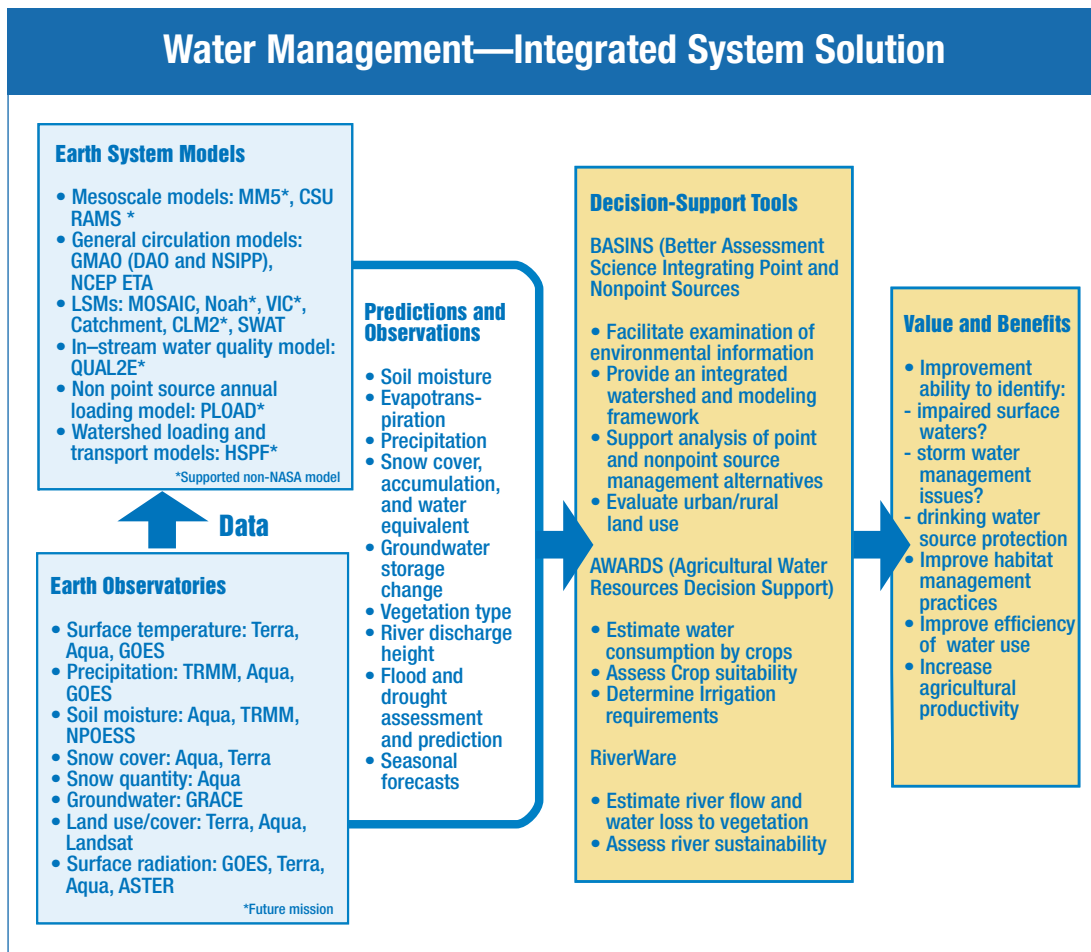 Water Management—Integrated System Solution
Earth System Models
• Mesoscale models: MM5*, CSU
RAMS *
• General circulation models:
GMAO (DAO and NSIPP),
NCEP ETA
• LSMs: MOSAIC, Noah*, VIC*,
Catchment, CLM2*, SWAT
• In–stream water quality model:
QUAL2E*
• Non point source annual
loading model: PLOAD*
• Watershed loading and
transport models: HSPF*
*Supported non-NASA model
Data
Earth Observatories
• Surface temperature: Terra,
Aqua, GOES
• Precipitation: TRMM, Aqua,
GOES
• Soil moisture: Aqua, TRMM,
NPOESS
• Snow cover: Aqua, Terra
• Snow quantity: Aqua
• Groundwater: GRACE
• Land use/cover: Terra, Aqua,
Landsat
• Surface radiation: GOES, Terra,
Aqua, ASTER
*Future mission
Predictions and
Observations
• Soil moisture
• Evapotrans-
piration
• Precipitation
• Snow cover,
accumulation,
and water
equivalent
• Groundwater
storage
change
• Vegetation type
• River discharge
height
• Flood and
drought
assessment
and prediction
• Seasonal
forecasts
Decision-Support Tools
BASINS (Better Assessment
Science Integrating Point and
Nonpoint Sources
• Facilitate examination of
environmental information
• Provide an integrated
watershed and modeling
framework
• Support analysis of point
and nonpoint source
management alternatives
• Evaluate urban/rural
land use
AWARDS (Agricultural Water
Resources Decision Support)
• Estimate water
consumption by crops
• Assess Crop suitability
• Determine Irrigation
requirements
RiverWare
• Estimate river flow and
water loss to vegetation
• Assess river sustainability
Value and Benefits
• Improvement
ability to identify:
- impaired surface
waters?
- storm water
management
issues?
- drinking water
source protection
• Improve habitat
management
practices
• Improve efficiency
of water use
• Increase
agricultural
productivity